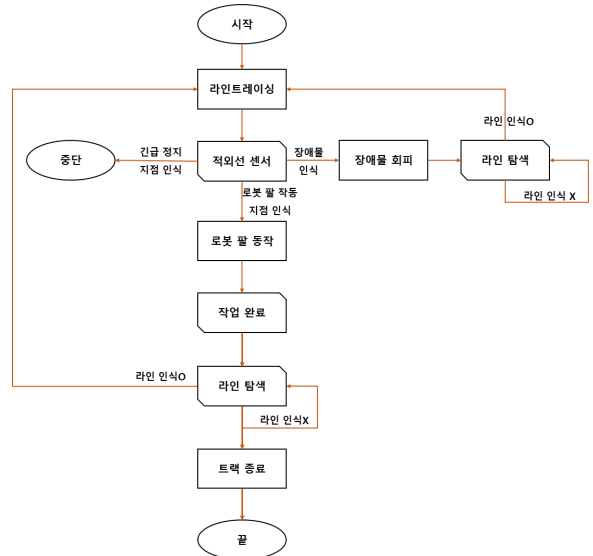 시작
라인트레이싱
라인 인식O
긴급 정지
지점 인식
중단
적외선 센서
장애물
인식
장애물 회피
라인 탐색
라인 인식 X
로봇 팔 작동
지점 인식
로봇 팔 동작
작업 완료
라인 인식O
라인 탐색
라인 인식X
트랙 종료
끝